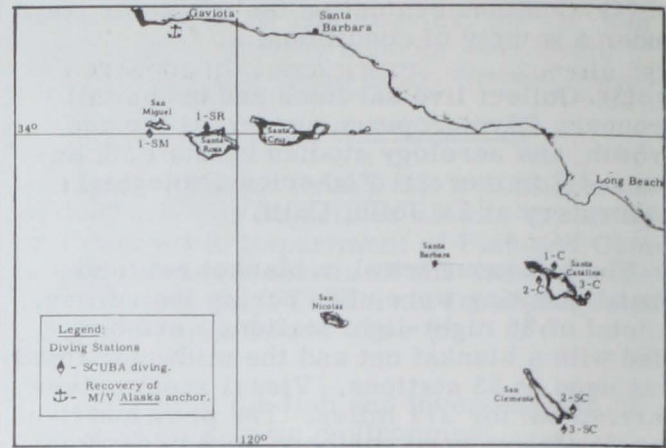 Gaviota
Santa
Barbara
San
Miguel
1-SR
34°
1-SM
Santa
Rosa
Santa
Cruz
Long Beach
Santa
Barbara
1-C
Santa
Catalina
2-C
3-C
San
Nicolas
Legend:
Diving Stations
- SCUBA diving.
Recovery of
- M/V Alaska anchor.
San
Clemente
2-SC
3-SC
120°